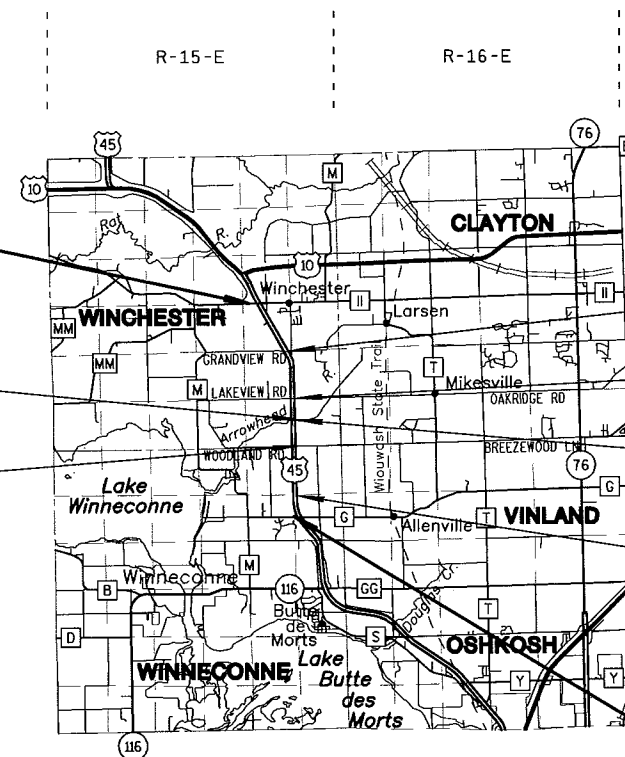 R-15-E
R-16-E
45
76
10
M
Rat
R.
CLAYTON
10
Winchester
II
II
WINCHESTER
Larsen
MM
GRANDVIEW RD
MM
R.
T
M
LAKEVIEW RD
Mikesville
OAKRIDGE RD
Arrowhead
Wiouwash State Trail
WOODLAND RD
BREEZEWOOD LN
45
76
Lake
Winneconne
G
G
Allenville
T
VINLAND
Winneconne
M
B
116
GG
Butte
de
Morts
Douglas Cr.
T
D
S
OSHKOSH
WINNECONNE
Lake
Butte
des
Morts
Y
Y
116